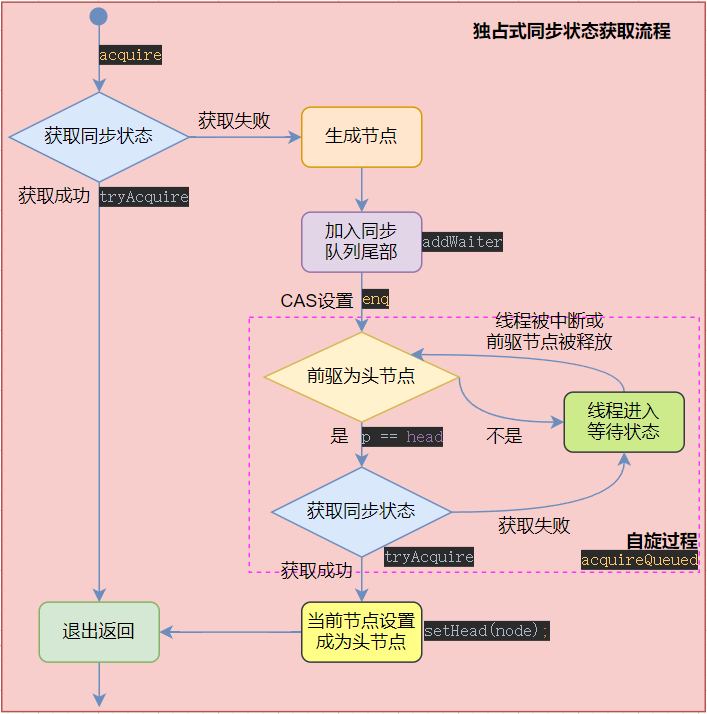 独占式同步状态获取流程
acquire
获取同步状态
获取失败
生成节点
获取成功
tryAcquire
加入同步
队列尾部
addWaiter
CAS设置
enq
线程被中断或
前驱节点被释放
前驱为头节点
线程进入
等待状态
是
p == head
不是
获取同步状态
获取失败
自旋过程
tryAcquire
acquireQueued
获取成功
退出返回
当前节点设置
成为头节点
setHead(node);